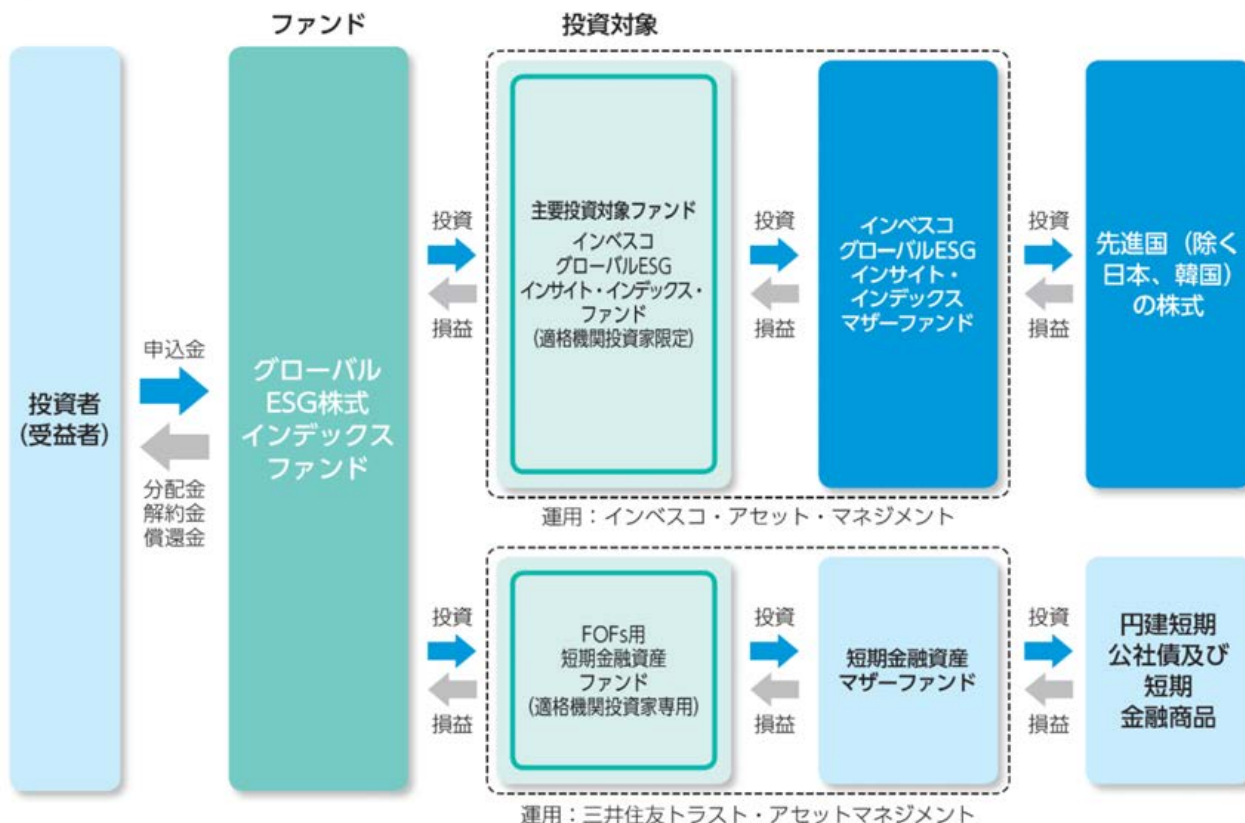 ファンド
投資対象
投資者
(受益者)
申込金
分配金
解約金
償還金
グローバル
ESG株式
インデックス
ファンド
投資
損益
主要投資対象ファンド
インベスコ
グローバルESG
インサイト・インデックス・
ファンド
(適格機関投資家限定)
投資
損益
インベスコ
グローバルESG
インサイト・
インデックス
マザーファンド
投資
損益
先進国（除く
日本、韓国）
の株式
運用：インベスコ・アセット・マネジメント
投資
損益
FOFs用
短期金融資産
ファンド
(適格機関投資家専用)
投資
損益
短期金融資産
マザーファンド
投資
損益
円建短期
公社債及び
短期
金融商品
運用：三井住友トラスト・アセットマネジメント